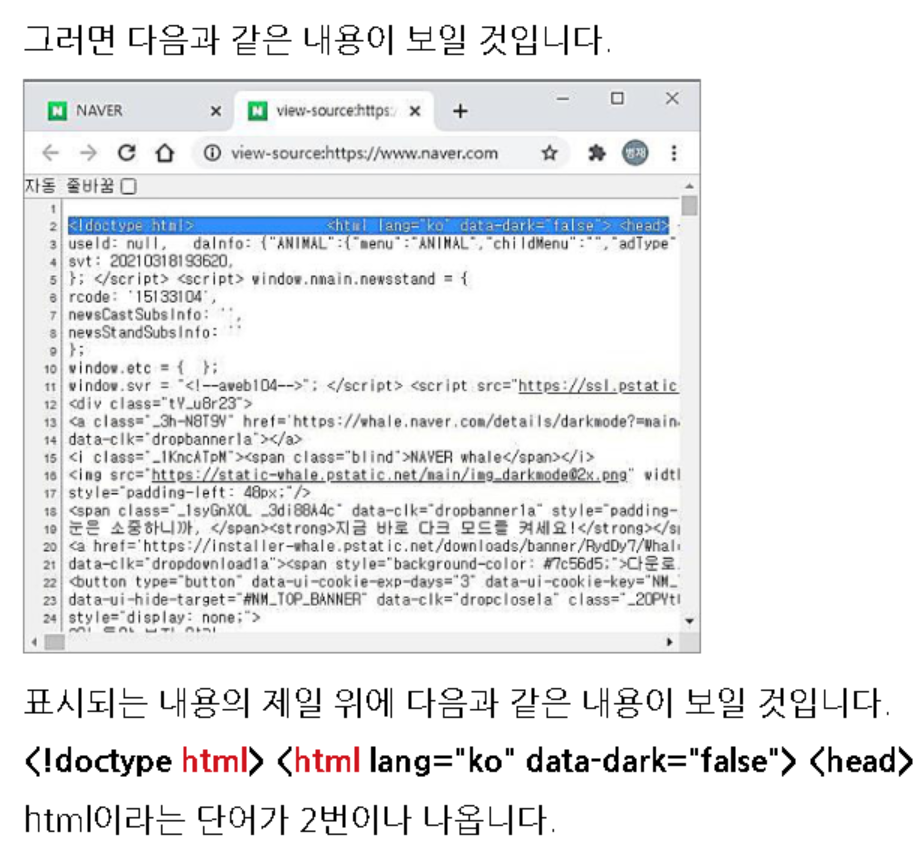 그러면 다음과 같은 내용이 보일 것입니다.
NAVER
view-source:https:/
view-source:https://www.naver.com
범재
자동 줄바꿈
1
2 <!doctype html> <html lang="ko" data-dark="false"> <head>
3 useId: null, daInfo: {"ANIMAL":{"menu":"ANIMAL","childMenu":"","adType"
4 svt: 20210318193620,
5 }; </script> <script> window.nmain.newsstand = {
6 rcode: '15133104',
7 newsCastSubsInfo: '',
8 newsStandSubsInfo: ''
9 };
10 window.etc = { };
11 window.svr = "<!--aweb104-->"; </script> <script src="https://ssl.pstatic
12 <div class="tY_u8r23">
13 <a class="_3h-N8T9V" href='https://whale.naver.com/details/darkmode?=main
14 data-clk="dropbanner1a"></a>
15 <i class="_1KncATpM"><span class="blind">NAVER whale</span></i>
16 <img src="https://static-whale.pstatic.net/main/img_darkmode@2x.png" widt
17 style="padding-left: 48px;"/>
18 <span class="_1syGnXOL _3di88A4c" data-clk="dropbanner1a" style="padding-
19 눈은 소중하니까, </span><strong>지금 바로 다크 모드를 켜세요!</strong></s
20 <a href='https://installer-whale.pstatic.net/downloads/banner/RydDy7/Whal
21 data-clk="dropdownload1a"><span style="background-color: #7c56d5;">다운로
22 <button type="button" data-ui-cookie-exp-days="3" data-ui-cookie-key="NM_
23 data-ui-hide-target="#NM_TOP_BANNER" data-clk="dropclose1a" class="_2OPYt
24 style="display: none;">
표시되는 내용의 제일 위에 다음과 같은 내용이 보일 것입니다.
<!doctype html> <html lang="ko" data-dark="false"> <head>
html이라는 단어가 2번이나 나옵니다.